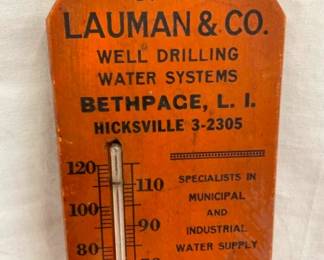 LAUMAN & CO.
WELL DRILLING
WATER SYSTEMS
BETHPAGE, L. I.
HICKSVILLE 3-2305
120
110
SPECIALISTS IN
MUNICIPAL
100
AND
90
INDUSTRIAL
80
WATER SUPPLY